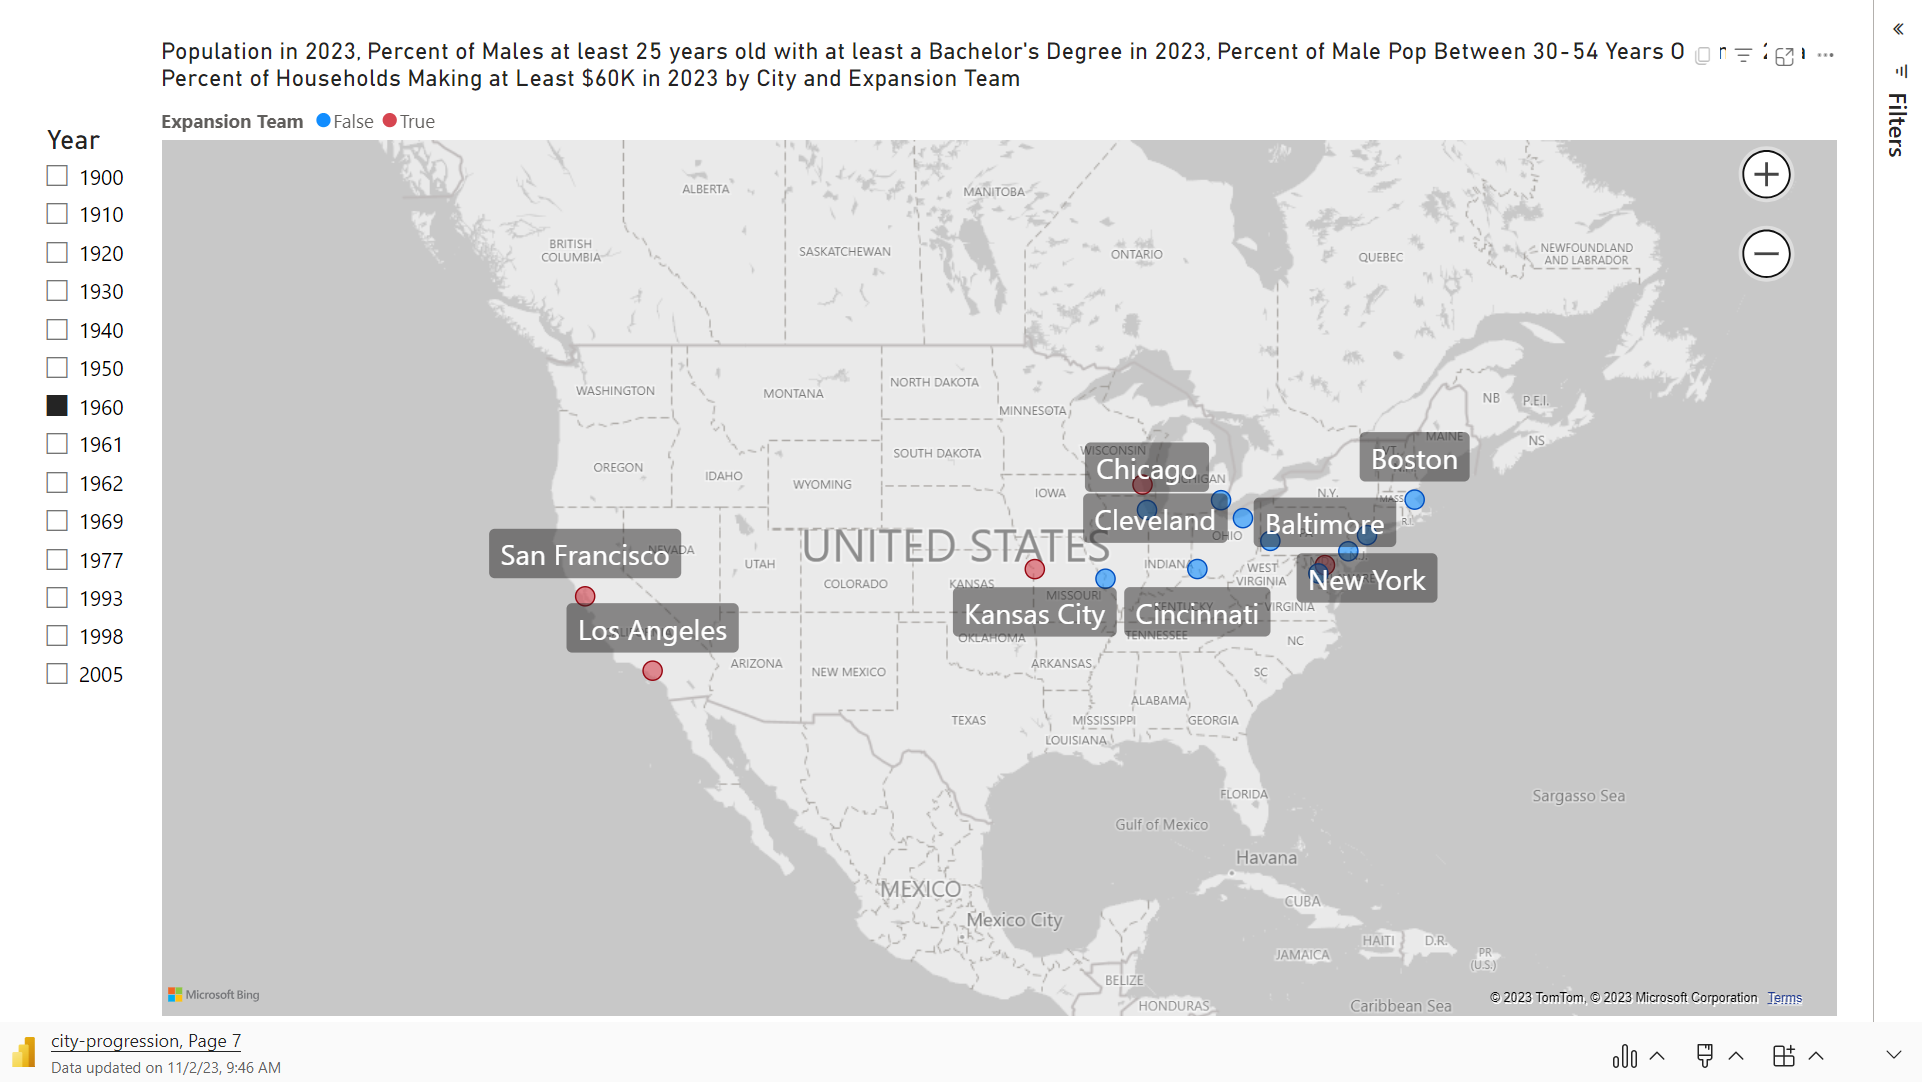 Population in 2023, Percent of Males at least 25 years old with at least a Bachelor's Degree in 2023, Percent of Male Pop Between 30-54 Years O
Percent of Households Making at Least $60K in 2023 by City and Expansion Team
Expansion Team False True
Filters
Year
1900
1910
1920
1930
1940
1950
1960
1961
1962
1969
1977
1993
1998
2005
ALBERTA
MANITOBA
BRITISH
COLUMBIA
SASKATCHEWAN
ONTARIO
QUEBEC
NEWFOUNDLAND
AND LABRADOR
WASHINGTON
MONTANA
NORTH DAKOTA
MINNESOTA
NB
P.E.I.
NS
MAINE
VT.
OREGON
IDAHO
WYOMING
SOUTH DAKOTA
WISCONSIN
Chicago
Boston
IOWA
N.Y.
MASS
R.I.
Cleveland
Baltimore
OHIO
PA
San Francisco
NEVADA
UTAH
UNITED STATES
COLORADO
KANSAS
MISSOURI
INDIANA
WEST
VIRGINIA
New York
Kansas City
Cincinnati
KENTUCKY
VIRGINIA
Los Angeles
OKLAHOMA
TENNESSEE
NC
ARIZONA
NEW MEXICO
ARKANSAS
SC
TEXAS
MISSISSIPPI
ALABAMA
GEORGIA
LOUISIANA
FLORIDA
Sargasso Sea
Gulf of Mexico
Havana
MEXICO
Mexico City
CUBA
HAITI
D.R.
JAMAICA
PR
(U.S.)
BELIZE
HONDURAS
Caribbean Sea
Microsoft Bing
© 2023 TomTom, © 2023 Microsoft Corporation Terms
city-progression, Page 7
Data updated on 11/2/23, 9:46 AM